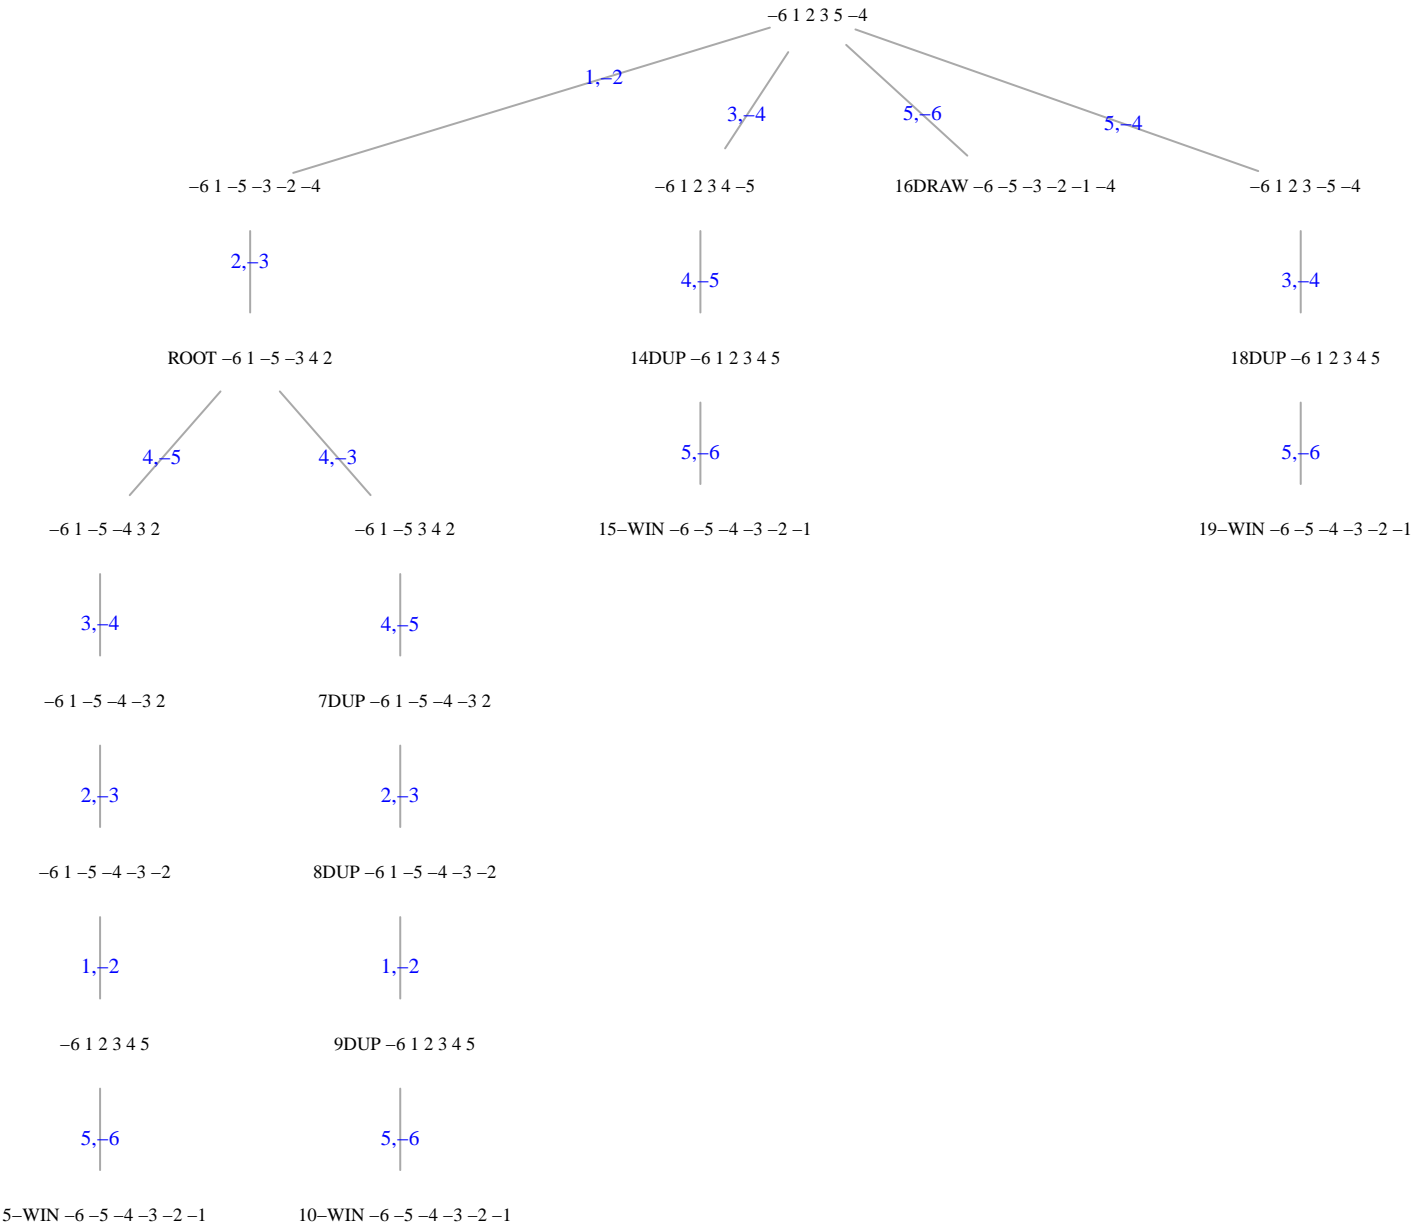 –6 1 2 3 5 –4
1,–2
3,–4
5,–6
5,–4
–6 1 –5 –3 –2 –4
–6 1 2 3 4 –5
16DRAW –6 –5 –3 –2 –1 –4
–6 1 2 3 –5 –4
2,–3
4,–5
3,–4
ROOT –6 1 –5 –3 4 2
14DUP –6 1 2 3 4 5
18DUP –6 1 2 3 4 5
4,–5
4,–3
5,–6
5,–6
–6 1 –5 –4 3 2
–6 1 –5 3 4 2
15–WIN –6 –5 –4 –3 –2 –1
19–WIN –6 –5 –4 –3 –2 –1
3,–4
4,–5
–6 1 –5 –4 –3 2
7DUP –6 1 –5 –4 –3 2
2,–3
2,–3
–6 1 –5 –4 –3 –2
8DUP –6 1 –5 –4 –3 –2
1,–2
1,–2
–6 1 2 3 4 5
9DUP –6 1 2 3 4 5
5,–6
5,–6
5–WIN –6 –5 –4 –3 –2 –1
10–WIN –6 –5 –4 –3 –2 –1